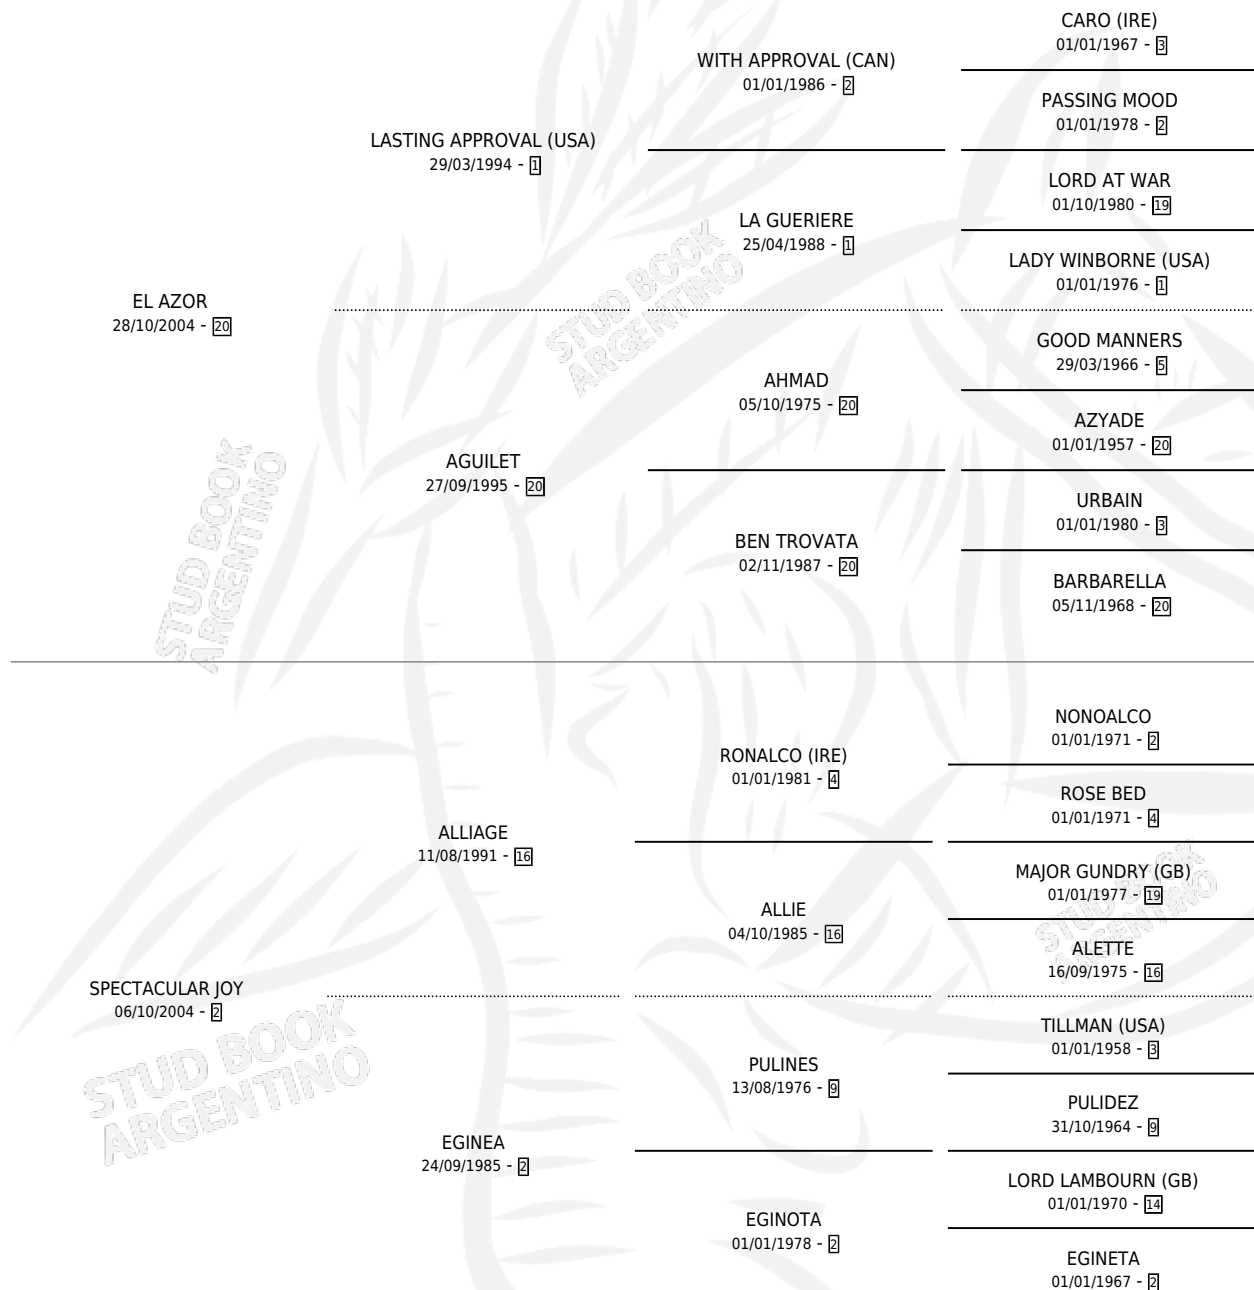 CARO (IRE)
01/01/1967 - 3
WITH APPROVAL (CAN)
01/01/1986 - 2
PASSING MOOD
01/01/1978 - 2
LASTING APPROVAL (USA)
29/03/1994 - 1
LORD AT WAR
01/10/1980 - 19
LA GUERIERE
25/04/1988 - 1
LADY WINBORNE (USA)
01/01/1976 - 1
EL AZOR
28/10/2004 - 20
GOOD MANNERS
29/03/1966 - 5
AHMAD
05/10/1975 - 20
AZYADE
01/01/1957 - 20
AGUILET
27/09/1995 - 20
URBAIN
01/01/1980 - 3
BEN TROVATA
02/11/1987 - 20
BARBARELLA
05/11/1968 - 20
STUD BOOK
ARGENTINO
STUD BOOK
ARGENTINO
NONOALCO
01/01/1971 - 2
RONALCO (IRE)
01/01/1981 - 4
ROSE BED
01/01/1971 - 4
ALLIAGE
11/08/1991 - 16
MAJOR GUNDRY (GB)
01/01/1977 - 19
ALLIE
04/10/1985 - 16
ALETTE
16/09/1975 - 16
STUD BOOK
ARGENTINO
SPECTACULAR JOY
06/10/2004 - 2
TILLMAN (USA)
01/01/1958 - 3
PULINES
13/08/1976 - 9
PULIDEZ
31/10/1964 - 9
EGINEA
24/09/1985 - 2
LORD LAMBOURN (GB)
01/01/1970 - 14
EGINOTA
01/01/1978 - 2
EGINETA
01/01/1967 - 2
STUD BOOK
ARGENTINO